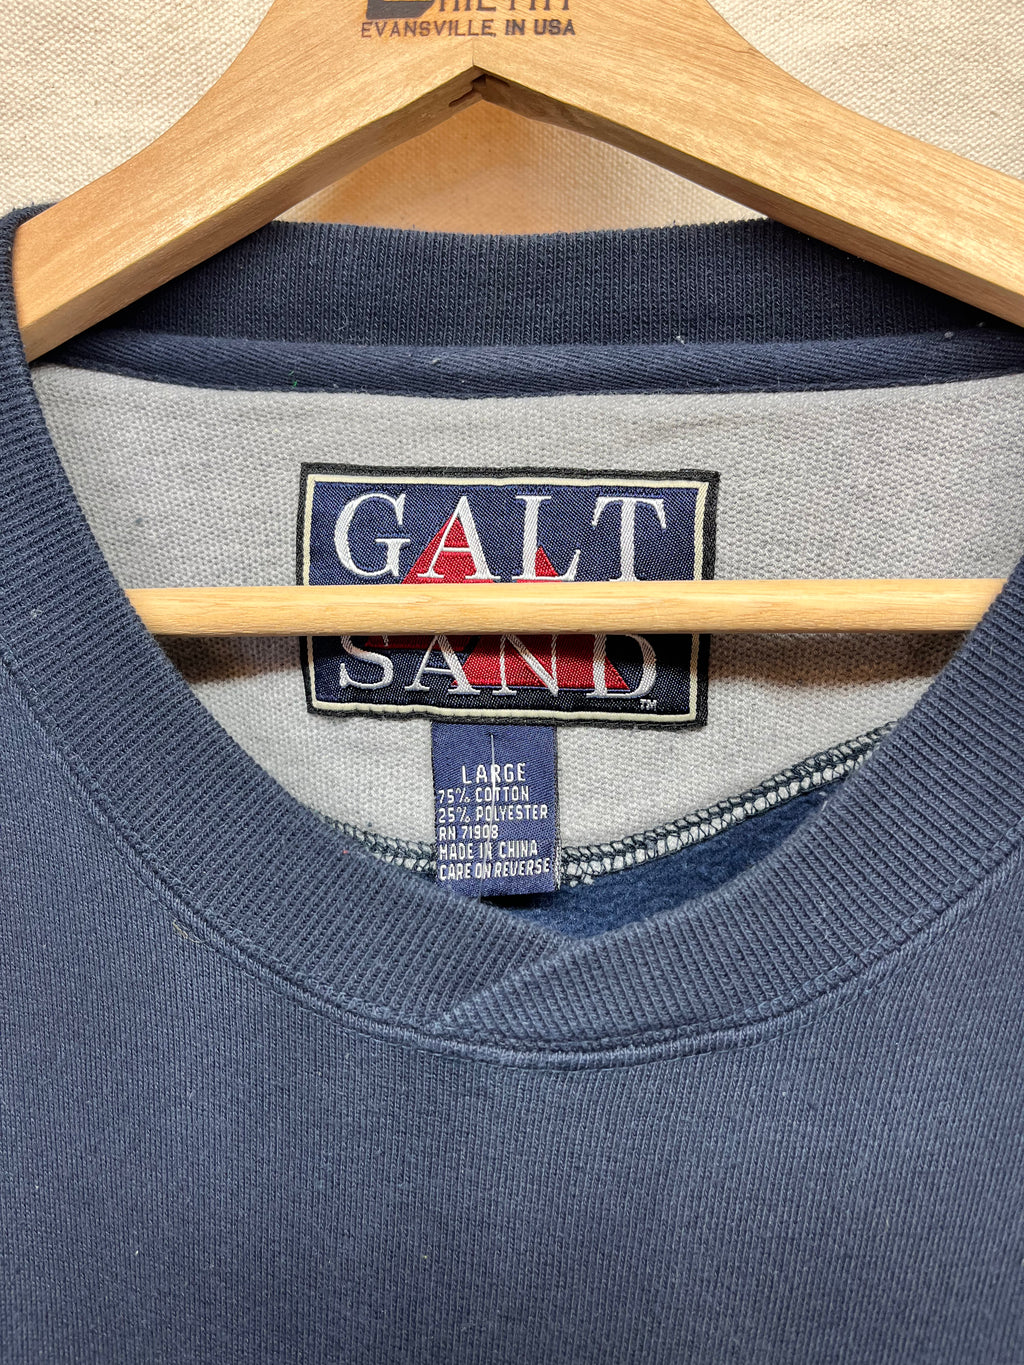 EVANSVILLE, IN USA
GALT
SAND
TM
LARGE
75% COTTON
25% POLYESTER
RN 71908
MADE IN CHINA
CARE ON REVERSE